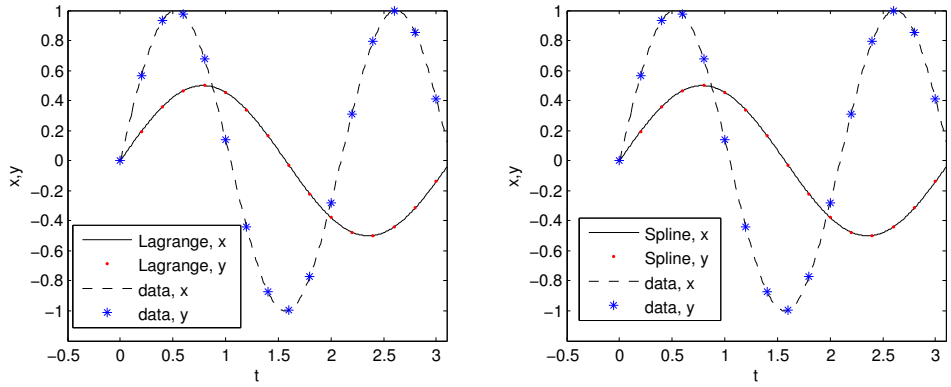 1
0.8
0.6
0.4
0.2
0
−0.2
−0.4
−0.6
−0.8
−1
x,y
Lagrange, x
Lagrange, y
data, x
data, y
−0.5 0 0.5 1 1.5 2 2.5 3
t
1
0.8
0.6
0.4
0.2
0
−0.2
−0.4
−0.6
−0.8
−1
x,y
Spline, x
Spline, y
data, x
data, y
−0.5 0 0.5 1 1.5 2 2.5 3
t